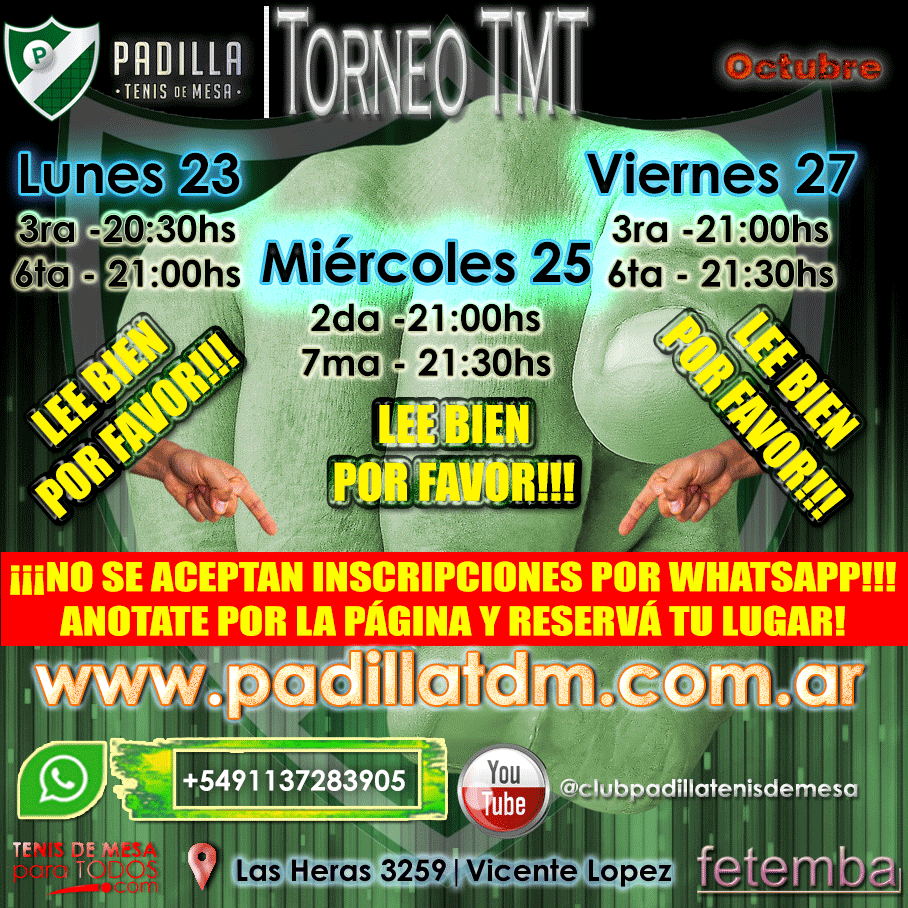 P
PADILLA
· TENIS DE MESA ·
TORNEO TMT
Octubre
Lunes 23
3ra -20:30hs
6ta - 21:00hs
Miércoles 25
2da -21:00hs
7ma - 21:30hs
Viernes 27
3ra -21:00hs
6ta - 21:30hs
LEE BIEN
POR FAVOR!!!
LEE BIEN
POR FAVOR!!!
LEE BIEN
POR FAVOR!!!
¡¡¡NO SE ACEPTAN INSCRIPCIONES POR WHATSAPP!!!
ANOTATE POR LA PÁGINA Y RESERVÁ TU LUGAR!
www.padillatdm.com.ar
+5491137283905
You
Tube
@clubpadillatenisdemesa
TENIS DE MESA
para TODOS
.com
Las Heras 3259|Vicente Lopez
fetemba